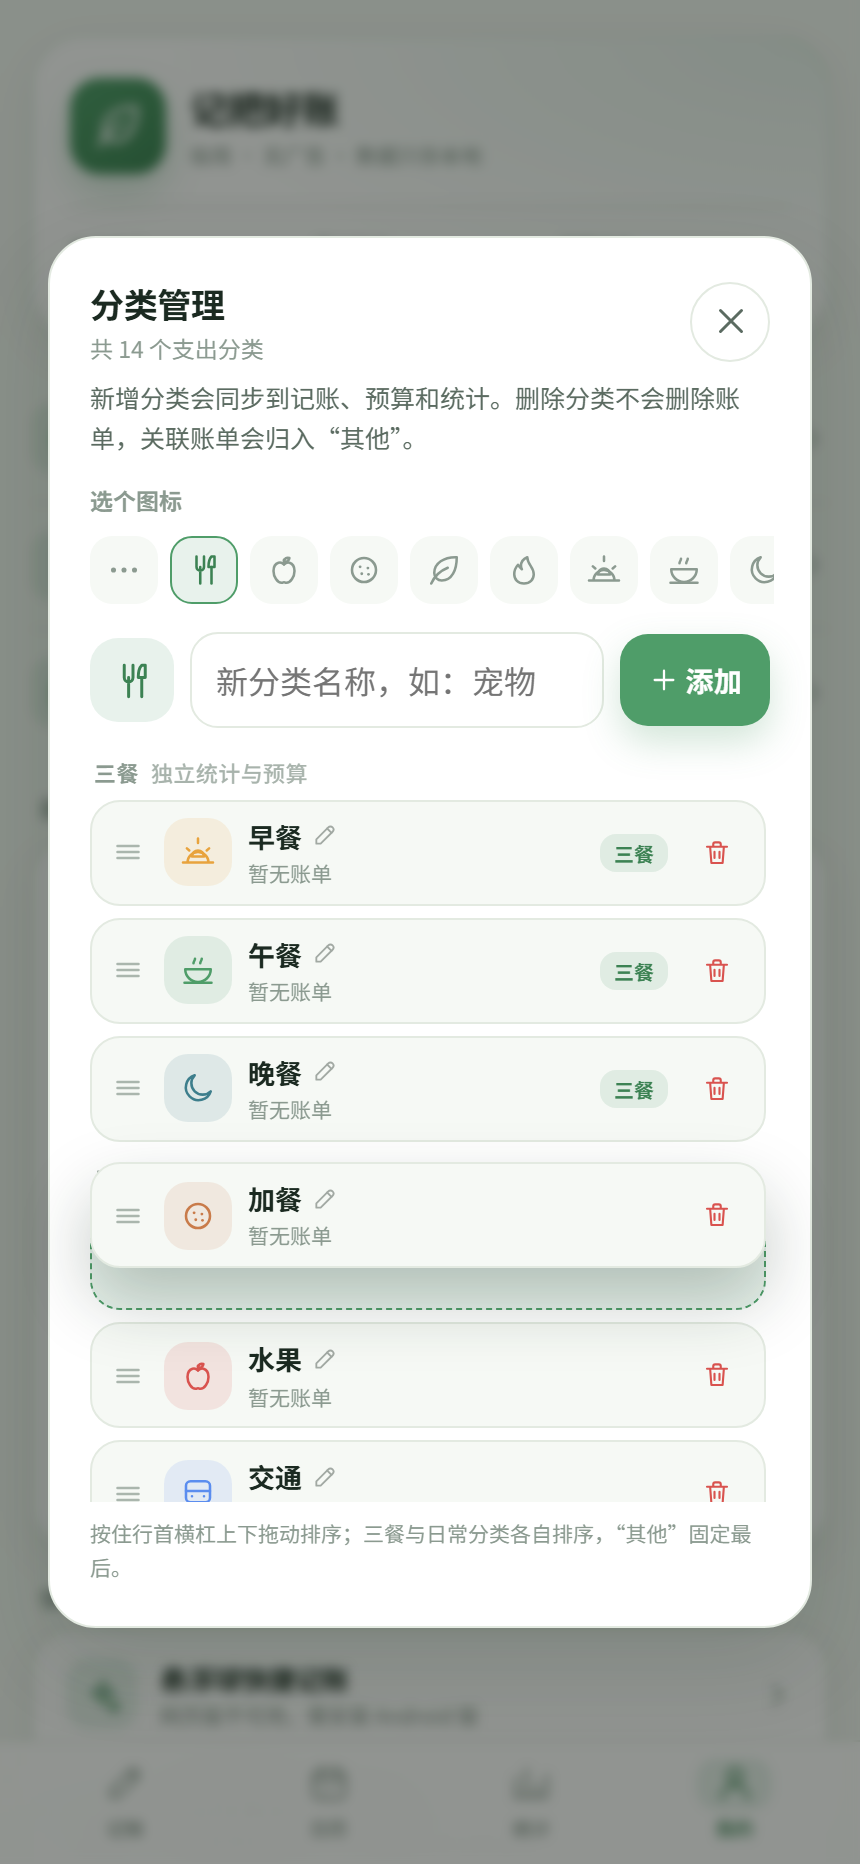 记把好账
分类管理
共 14 个支出分类
新增分类会同步到记账、预算和统计。删除分类不会删除账
单，关联账单会归入“其他”。
选个图标
新分类名称，如：宠物
添加
三餐 独立统计与预算
早餐
暂无账单
三餐
午餐
暂无账单
三餐
晚餐
暂无账单
三餐
加餐
暂无账单
水果
暂无账单
交通
按住行首横杠上下拖动排序；三餐与日常分类各自排序，“其他”固定最
后。